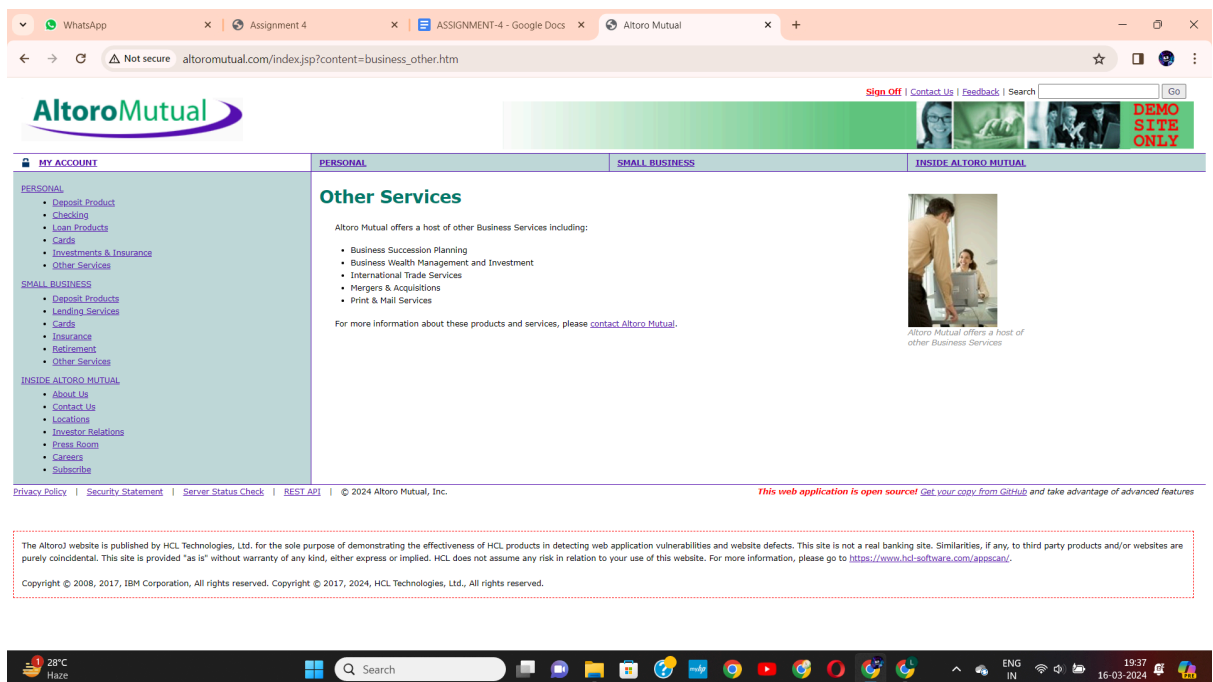 WhatsApp
Assignment 4
ASSIGNMENT-4 - Google Docs
Altoro Mutual
Not secure altoromutual.com/index.jsp?content=business_other.htm
Sign Off | Contact Us | Feedback | Search Go
AltoroMutual
DEMO
SITE
ONLY
MY ACCOUNT PERSONAL SMALL BUSINESS INSIDE ALTORO MUTUAL
PERSONAL
• Deposit Product
• Checking
• Loan Products
• Cards
• Investments & Insurance
• Other Services
SMALL BUSINESS
• Deposit Products
• Lending Services
• Cards
• Insurance
• Retirement
• Other Services
INSIDE ALTORO MUTUAL
• About Us
• Contact Us
• Locations
• Investor Relations
• Press Room
• Careers
• Subscribe
Other Services
Altoro Mutual offers a host of other Business Services including:
• Business Succession Planning
• Business Wealth Management and Investment
• International Trade Services
• Mergers & Acquisitions
• Print & Mail Services
For more information about these products and services, please contact Altoro Mutual.
Altoro Mutual offers a host of
other Business Services
Privacy Policy | Security Statement | Server Status Check | REST API | © 2024 Altoro Mutual, Inc.
This web application is open source! Get your copy from GitHub and take advantage of advanced features
The AltoroJ website is published by HCL Technologies, Ltd. for the sole purpose of demonstrating the effectiveness of HCL products in detecting web application vulnerabilities and website defects. This site is not a real banking site. Similarities, if any, to third party products and/or websites are
purely coincidental. This site is provided "as is" without warranty of any kind, either express or implied. HCL does not assume any risk in relation to your use of this website. For more information, please go to https://www.hcl-software.com/appscan/.
Copyright © 2008, 2017, IBM Corporation, All rights reserved. Copyright © 2017, 2024, HCL Technologies, Ltd., All rights reserved.
1
28°C
Haze
Search
ENG
IN
19:37
16-03-2024